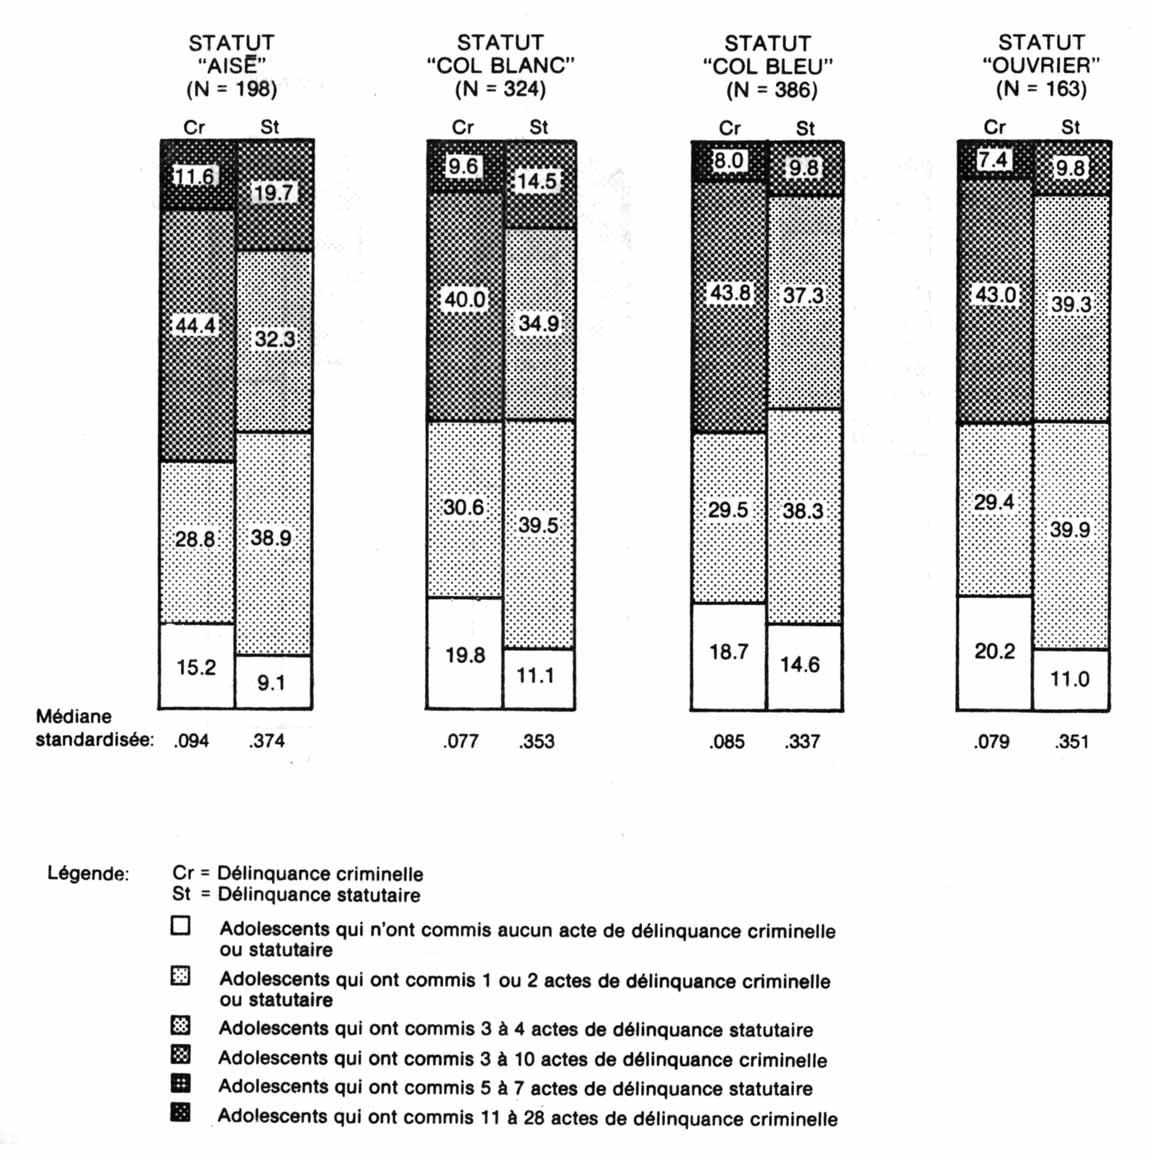 STATUT
“AISÉ”
(N = 198)
STATUT
“COL BLANC”
(N = 324)
STATUT
“COL BLEU”
(N = 386)
STATUT
“OUVRIER”
(N = 163)
Cr St
Cr St
Cr St
Cr St
11.6 19.7
44.4 32.3
28.8 38.9
15.2 9.1
9.6 14.5
40.0 34.9
30.6 39.5
19.8 11.1
8.0 9.8
43.8 37.3
29.5 38.3
18.7 14.6
7.4 9.8
43.0 39.3
29.4 39.9
20.2 11.0
Médiane
standardisée: .094 .374 .077 .353 .085 .337 .079 .351
Légende: Cr = Délinquance criminelle
St = Délinquance statutaire
Adolescents qui n'ont commis aucun acte de délinquance criminelle
ou statutaire
Adolescents qui ont commis 1 ou 2 actes de délinquance criminelle
ou statutaire
Adolescents qui ont commis 3 à 4 actes de délinquance statutaire
Adolescents qui ont commis 3 à 10 actes de délinquance criminelle
Adolescents qui ont commis 5 à 7 actes de délinquance statutaire
Adolescents qui ont commis 11 à 28 actes de délinquance criminelle